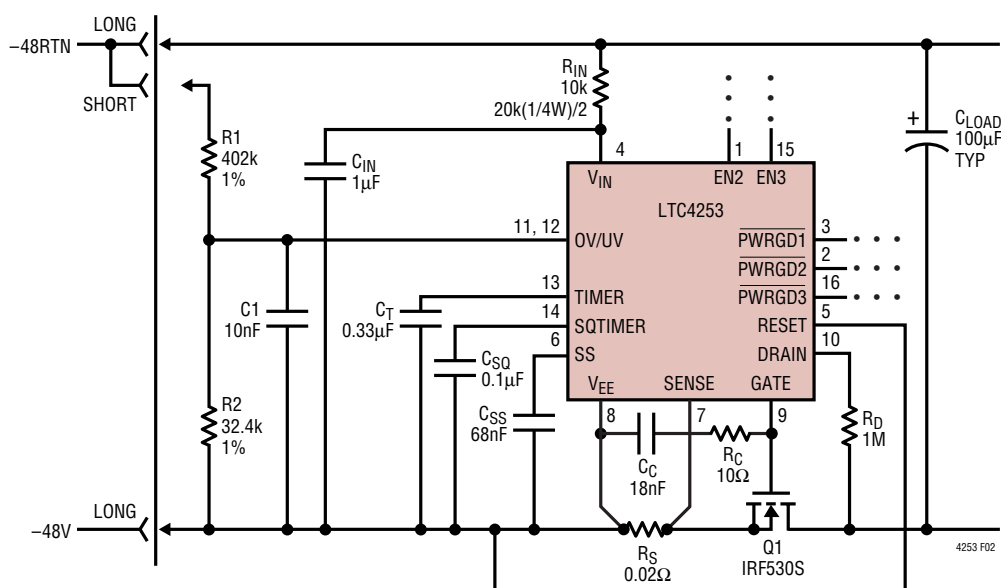 LONG
–48RTN
SHORT
R1
402k
1%
R_IN
10k
20k(1/4W)/2
C_IN
1µF
4
1
15
V_IN
EN2
EN3
LTC4253
C_LOAD
100µF
TYP
+
11, 12
OV/UV
PWRGD1
3
PWRGD2
2
13
TIMER
PWRGD3
16
14
SQTIMER
RESET
5
6
SS
DRAIN
10
V_EE
SENSE
GATE
8
7
9
C1
10nF
C_T
0.33µF
C_SQ
0.1µF
C_SS
68nF
R2
32.4k
1%
C_C
18nF
R_C
10Ω
R_D
1M
LONG
–48V
R_S
0.02Ω
Q1
IRF530S
4253 F02